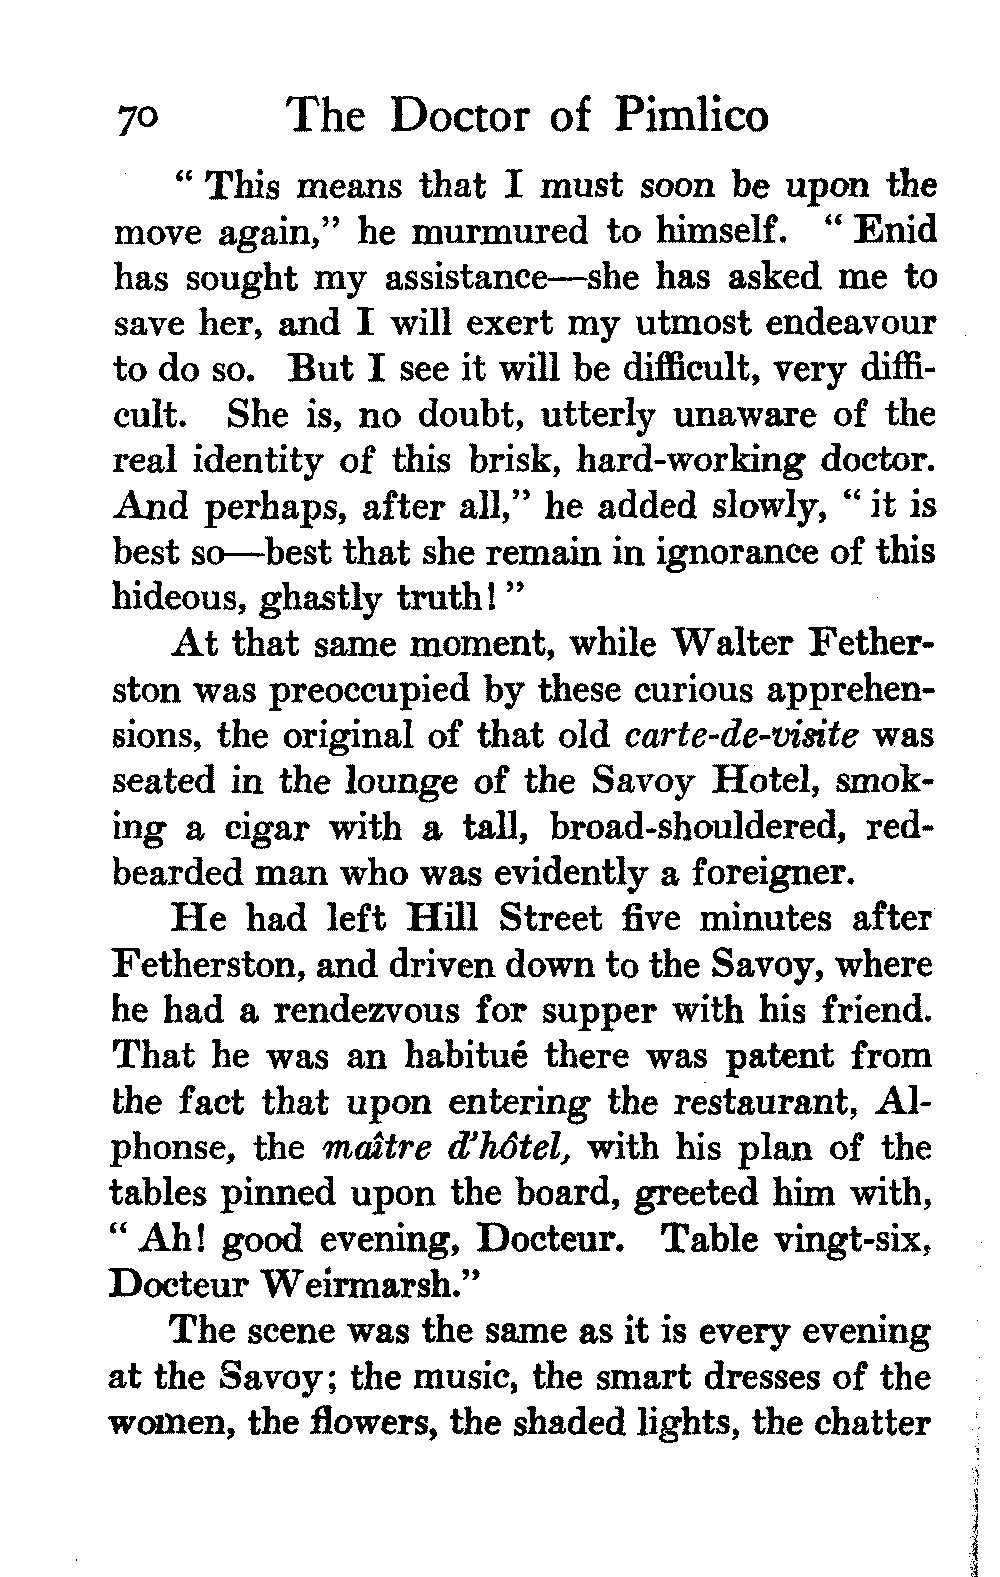 70 The Doctor of Pimlico
“ This means that I must soon be upon the
move again,” he murmured to himself. “ Enid
has sought my assistance—she has asked me to
save her, and I will exert my utmost endeavour
to do so. But I see it will be difficult, very diffi-
cult. She is, no doubt, utterly unaware of the
real identity of this brisk, hard-working doctor.
And perhaps, after all,” he added slowly, “ it is
best so—best that she remain in ignorance of this
hideous, ghastly truth! ”
At that same moment, while Walter Fether-
ston was preoccupied by these curious apprehen-
sions, the original of that old carte-de-visite was
seated in the lounge of the Savoy Hotel, smok-
ing a cigar with a tall, broad-shouldered, red-
bearded man who was evidently a foreigner.
He had left Hill Street five minutes after
Fetherston, and driven down to the Savoy, where
he had a rendezvous for supper with his friend.
That he was an habitué there was patent from
the fact that upon entering the restaurant, Al-
phonse, the maître d’hôtel, with his plan of the
tables pinned upon the board, greeted him with,
“ Ah! good evening, Docteur. Table vingt-six,
Docteur Weirmarsh.”
The scene was the same as it is every evening
at the Savoy; the music, the smart dresses of the
women, the flowers, the shaded lights, the chatter